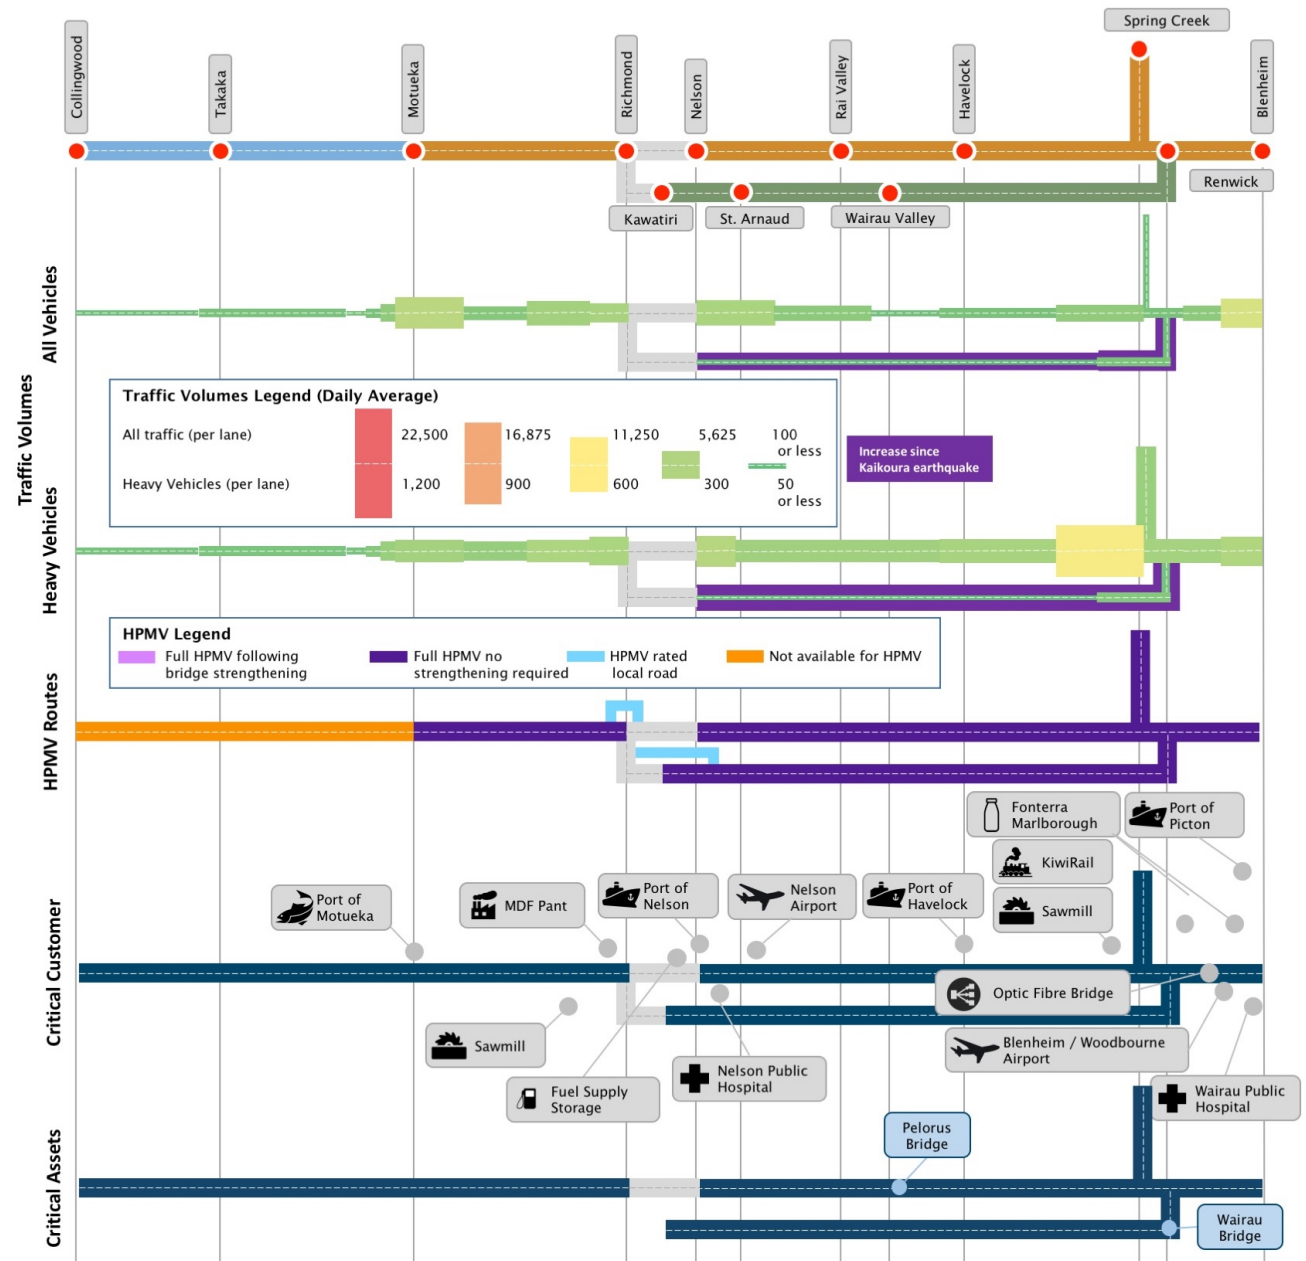 Spring Creek
Collingwood
Takaka
Motueka
Richmond
Nelson
Rai Valley
Havelock
Blenheim
Renwick
Kawatiri
St. Arnaud
Wairau Valley
Traffic Volumes
All Vehicles
Traffic Volumes Legend (Daily Average)
All traffic (per lane)
22,500
16,875
11,250
5,625
100
or less
Heavy Vehicles (per lane)
1,200
900
600
300
50
or less
Increase since
Kaikoura earthquake
Heavy Vehicles
HPMV Legend
Full HPMV following
bridge strengthening
Full HPMV no
strengthening required
HPMV rated
local road
Not available for HPMV
HPMV Routes
Fonterra
Marlborough
Port of
Picton
KiwiRail
Port of
Motueka
MDF Pant
Port of
Nelson
Nelson
Airport
Port of
Havelock
Sawmill
Critical Customer
Optic Fibre Bridge
Sawmill
Blenheim / Woodbourne
Airport
Fuel Supply
Storage
Nelson Public
Hospital
Wairau Public
Hospital
Critical Assets
Pelorus
Bridge
Wairau
Bridge